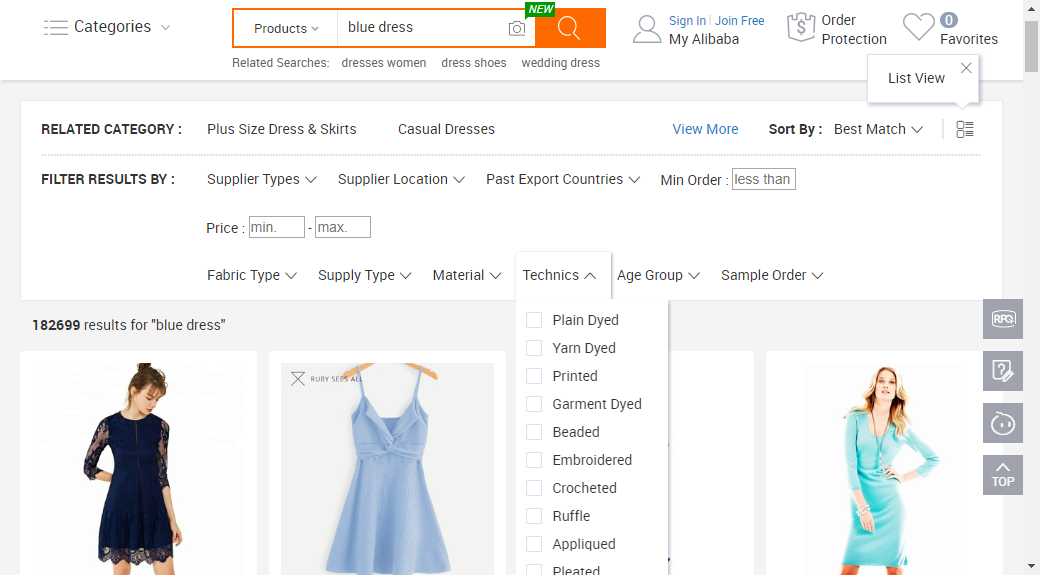 Categories
Products
blue dress
NEW
Sign In | Join Free
My Alibaba
Order
Protection
0
Favorites
Related Searches: dresses women dress shoes wedding dress
List View
RELATED CATEGORY : Plus Size Dress & Skirts Casual Dresses View More Sort By : Best Match
FILTER RESULTS BY : Supplier Types Supplier Location Past Export Countries Min Order : less than
Price : min. - max.
Fabric Type Supply Type Material Technics Age Group Sample Order
182699 results for "blue dress"
Plain Dyed
Yarn Dyed
Printed
Garment Dyed
Beaded
Embroidered
Crocheted
Ruffle
Appliqued
Pleated
RUBY SEES ALL
RFQ
TOP